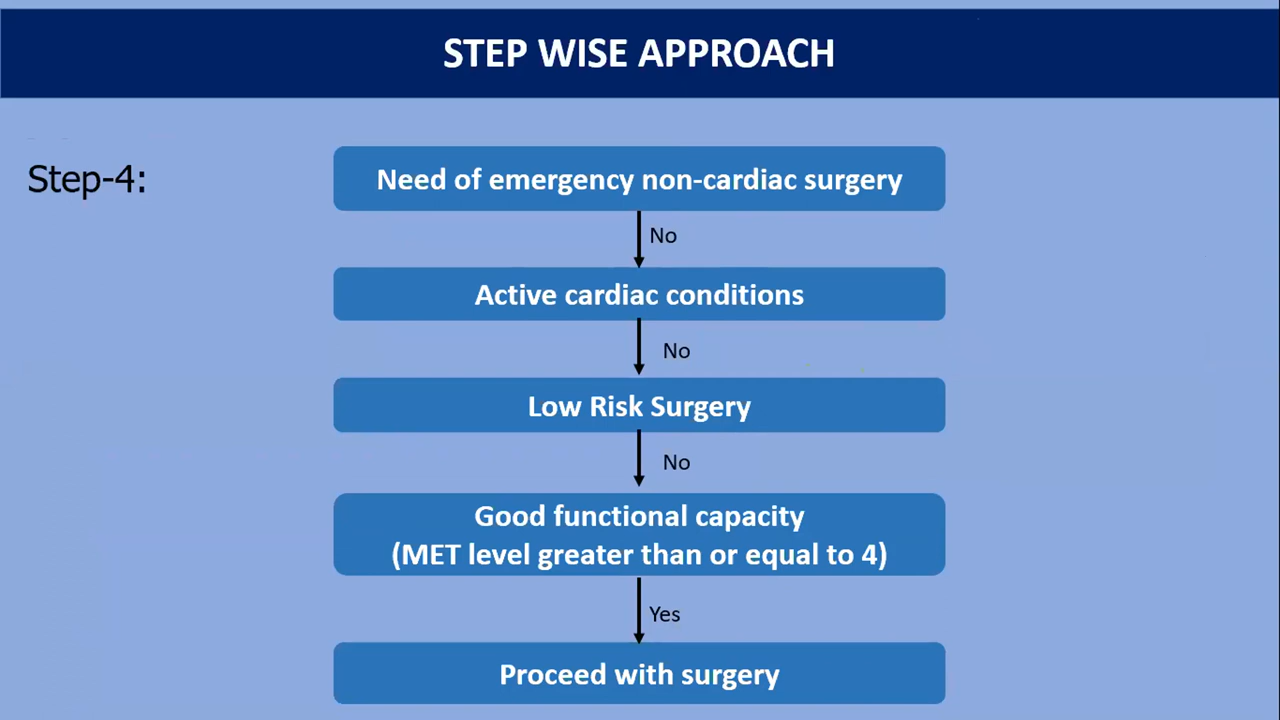 STEP WISE APPROACH
Step-4:
Need of emergency non-cardiac surgery
No
Active cardiac conditions
No
Low Risk Surgery
No
Good functional capacity
(MET level greater than or equal to 4)
Yes
Proceed with surgery